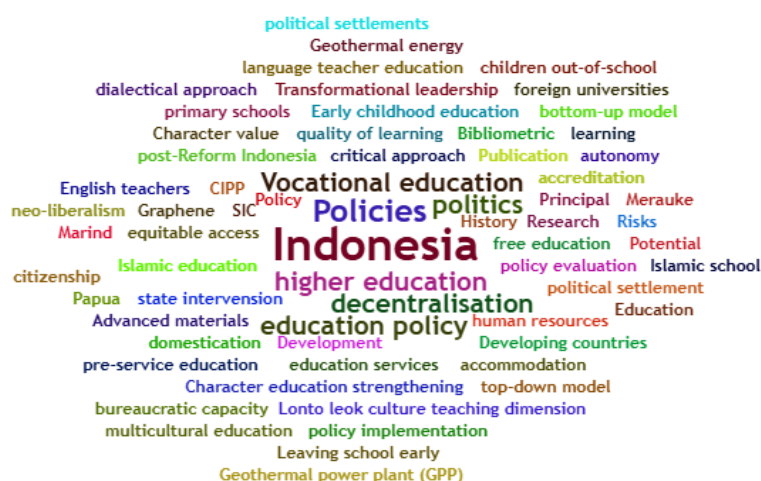 political settlements
Geothermal energy
language teacher education children out-of-school
dialectical approach Transformational leadership foreign universities
primary schools Early childhood education bottom-up model
Character value quality of learning Bibliometric learning
post-Reform Indonesia critical approach Publication autonomy
English teachers CIPP Vocational education accreditation
neo-liberalism Graphene SIC Policy Policies politics Principal Merauke
Marind equitable access History Research Risks
Indonesia free education Potential
citizenship Islamic education higher education policy evaluation Islamic school
Papua state intervention decentralisation political settlement
Advanced materials education policy human resources Education
domestication Development Developing countries
pre-service education education services accommodation
Character education strengthening top-down model
bureaucratic capacity Lonto leok culture teaching dimension
multicultural education policy implementation
Leaving school early
Geothermal power plant (GPP)